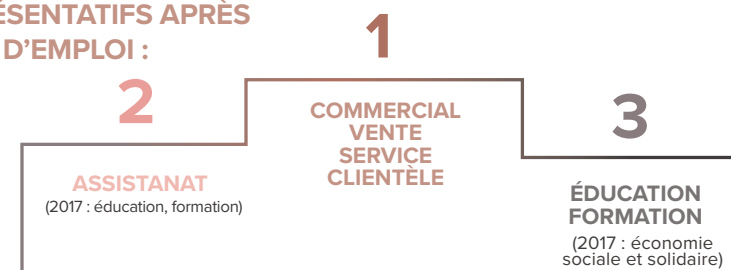 ÉSENTATIFS APRÈS
D'EMPLOI :
1
COMMERCIAL
VENTE
SERVICE
CLIENTÈLE
2
ASSISTANAT
(2017 : éducation, formation)
3
ÉDUCATION
FORMATION
(2017 : économie
sociale et solidaire)